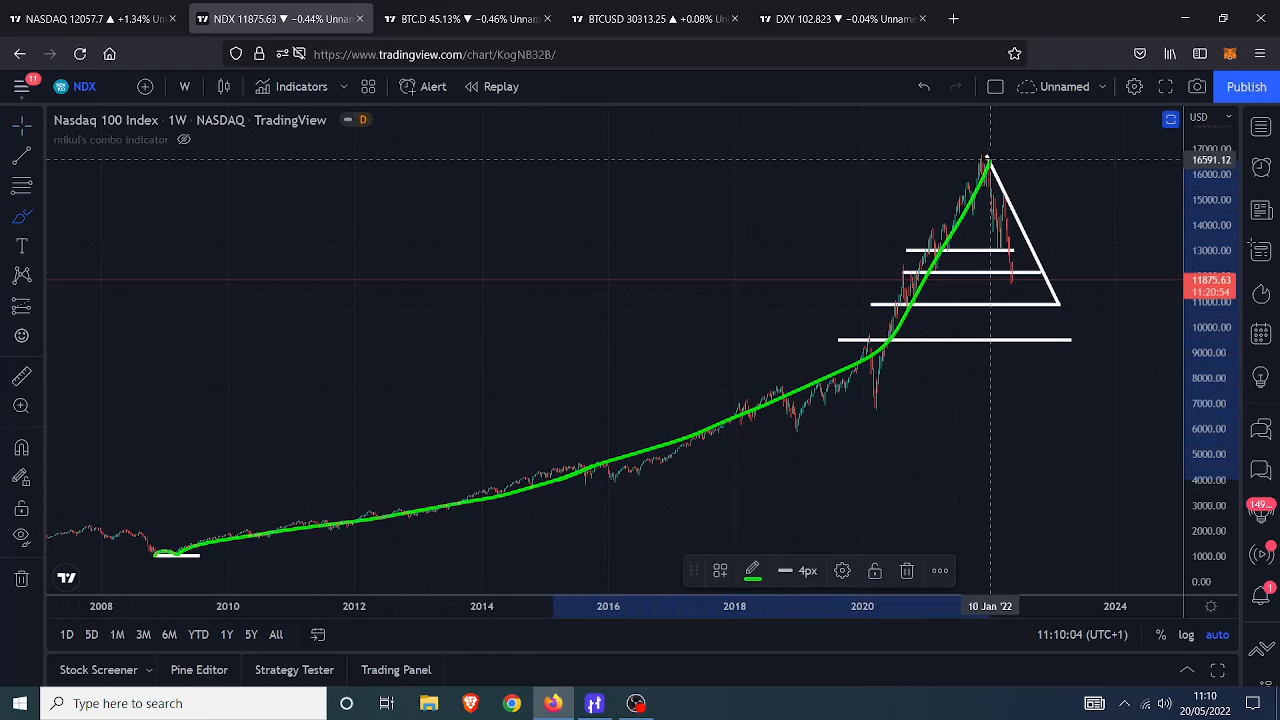 NASDAQ 12057.7 ▲ +1.34% Unnam
NDX 11875.63 ▼ −0.44% Unnam
BTC.D 45.13% ▼ −0.46% Unnam
BTCUSD 30313.25 ▲ +0.08% Unnam
DXY 102.823 ▼ −0.04% Unname
https://www.tradingview.com/chart/KogNB32B/
11
NDX
W
Indicators
Alert
Replay
Unnamed
Publish
Nasdaq 100 Index · 1W · NASDAQ · TradingView
D
mikul's combo indicator
USD
17000.00
16591.12
16000.00
15000.00
14000.00
13000.00
11875.63
11:20:54
11000.00
10000.00
9000.00
8000.00
7000.00
6000.00
5000.00
4000.00
3000.00
2000.00
1000.00
0.00
149...
1
4px
2008
2010
2012
2014
2016
2018
2020
10 Jan '22
2024
1D
5D
1M
3M
6M
YTD
1Y
5Y
All
11:10:04 (UTC+1)
%
log
auto
Stock Screener
Pine Editor
Strategy Tester
Trading Panel
Type here to search
11:10
20/05/2022